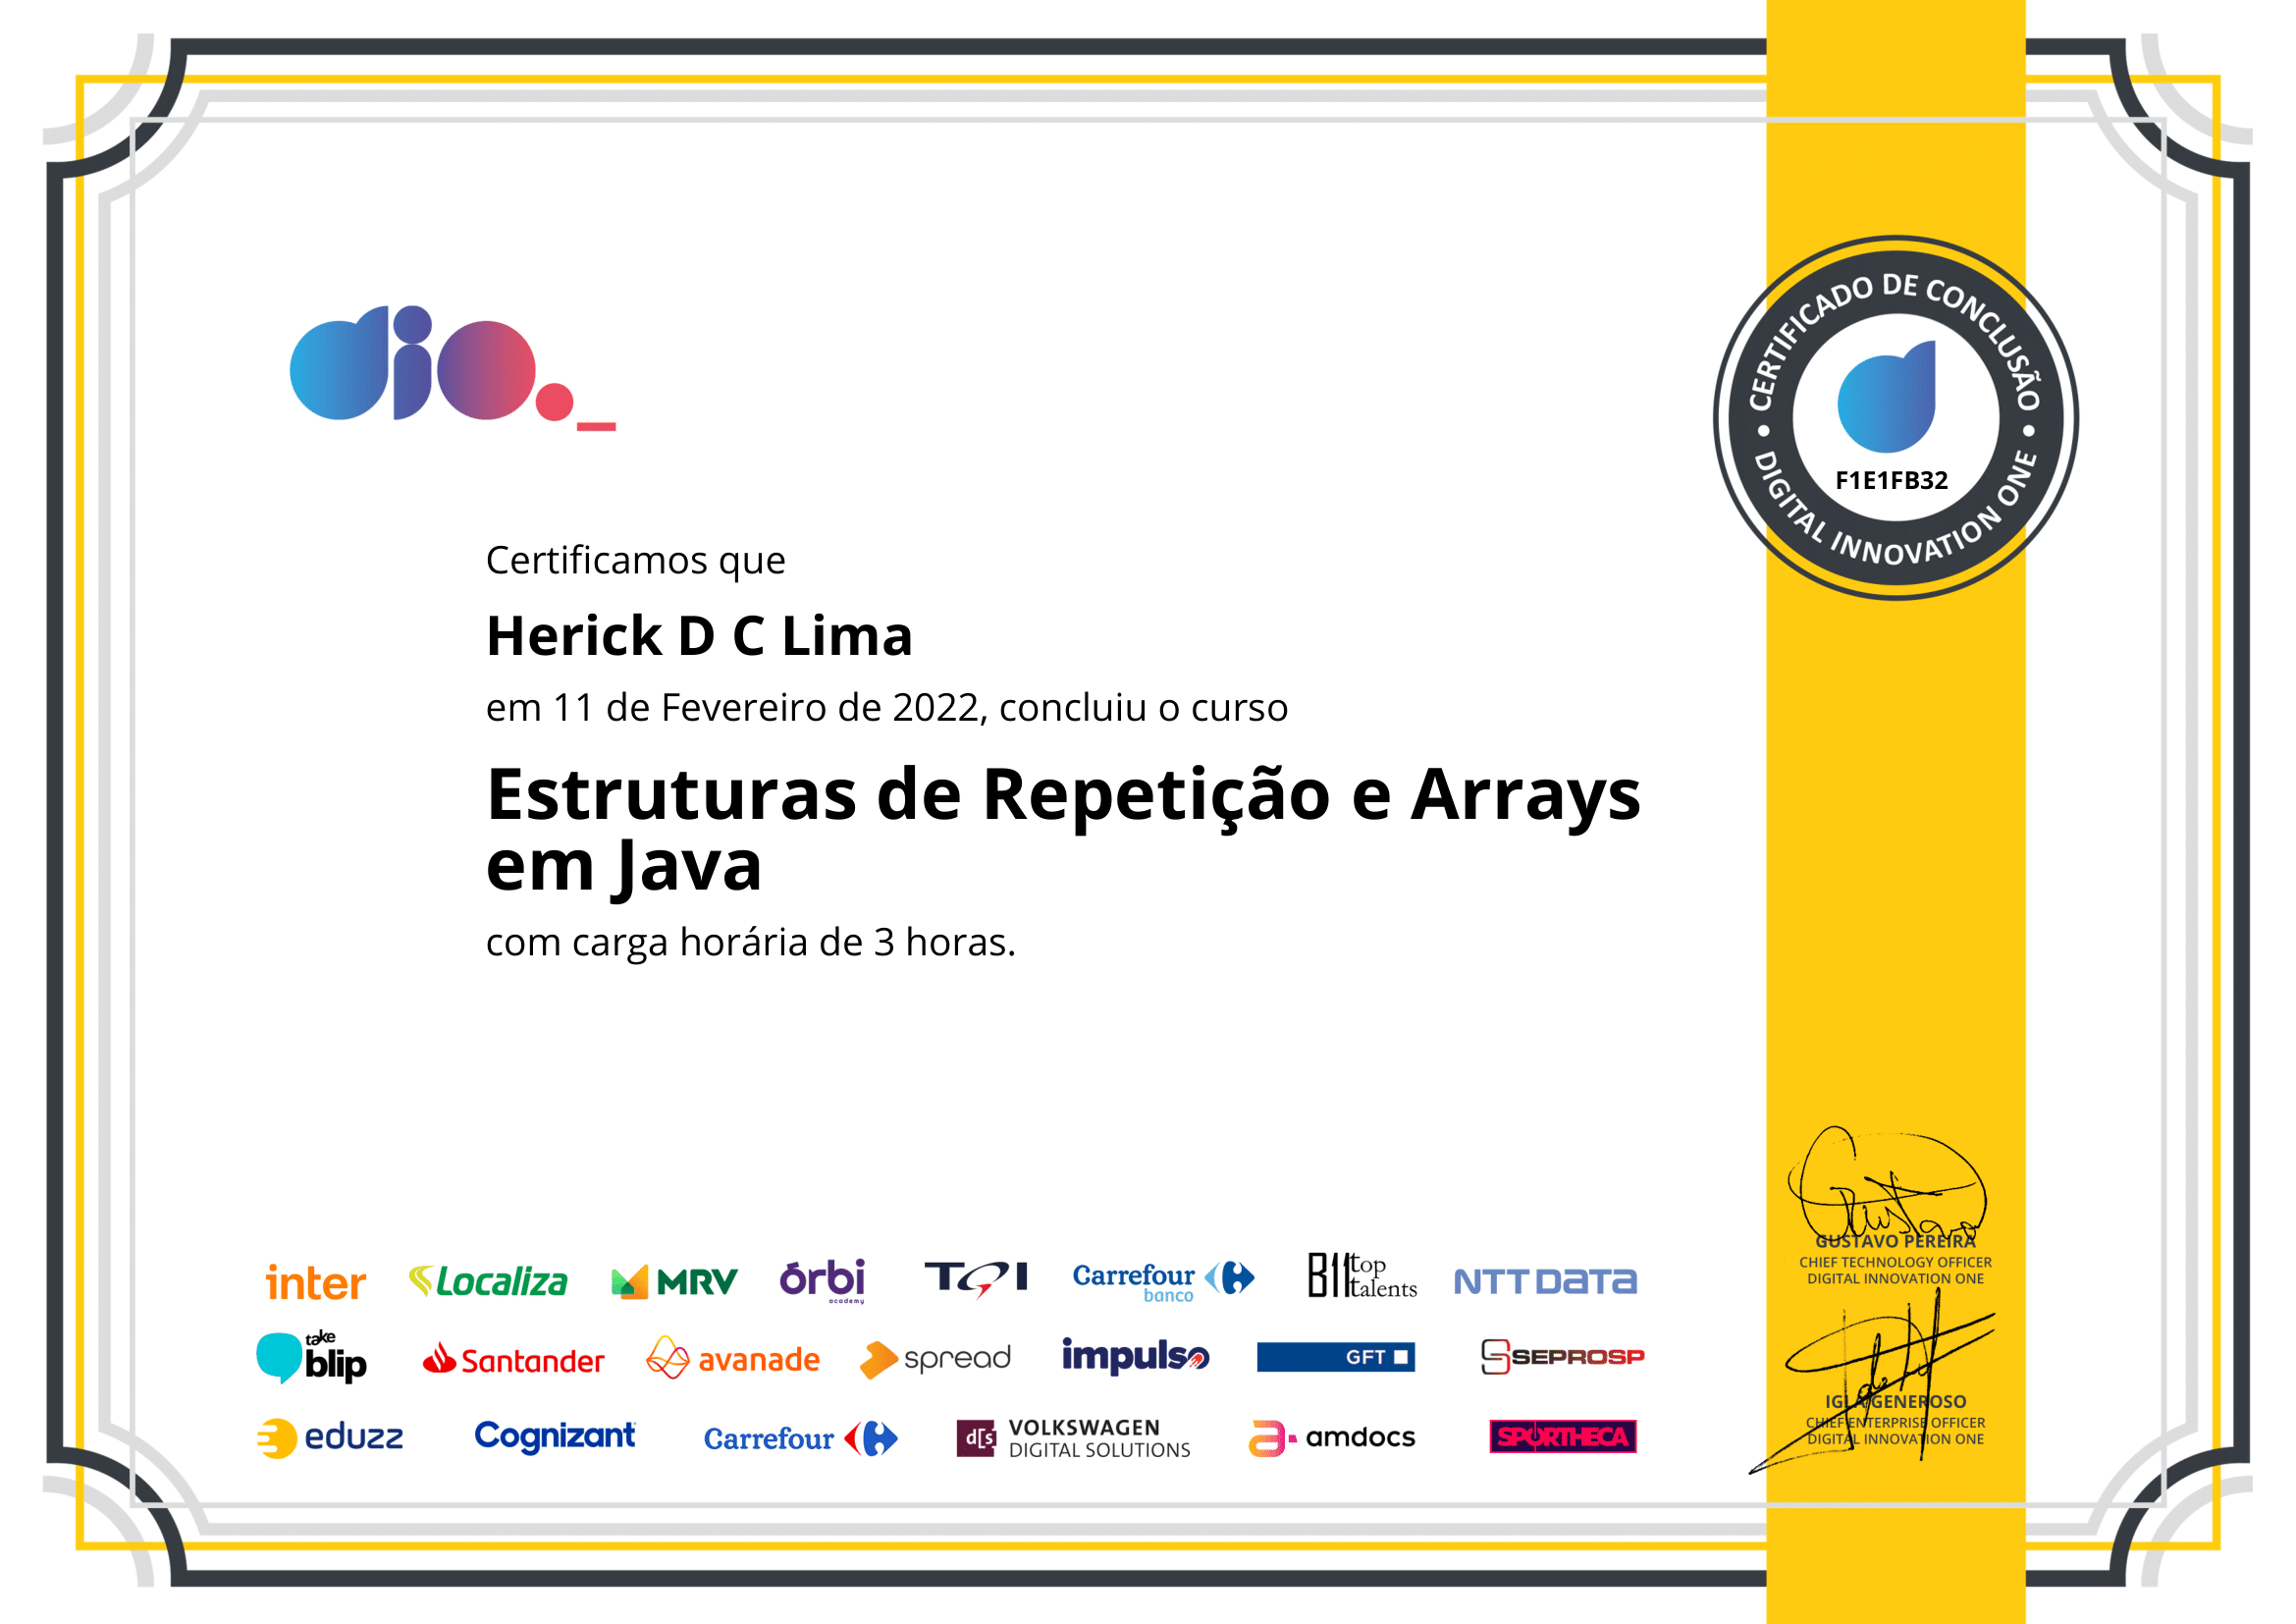 dio._
CERTIFICADO DE CONCLUSÃO
F1E1FB32
DIGITAL INNOVATION ONE
Certificamos que
Herick D C Lima
em 11 de Fevereiro de 2022, concluiu o curso
Estruturas de Repetição e Arrays
em Java
com carga horária de 3 horas.
Gustavo
GUSTAVO PEREIRA
CHIEF TECHNOLOGY OFFICER
DIGITAL INNOVATION ONE
inter Localiza MRV órbi academy TQI Carrefour banco B11 top talents NTT DATA
take blip Santander avanade spread impulso GFT SEPROSP
IGLA GENEROSO
CHIEF ENTERPRISE OFFICER
DIGITAL INNOVATION ONE
eduzz Cognizant Carrefour d[s VOLKSWAGEN DIGITAL SOLUTIONS amdocs SPORTHECA